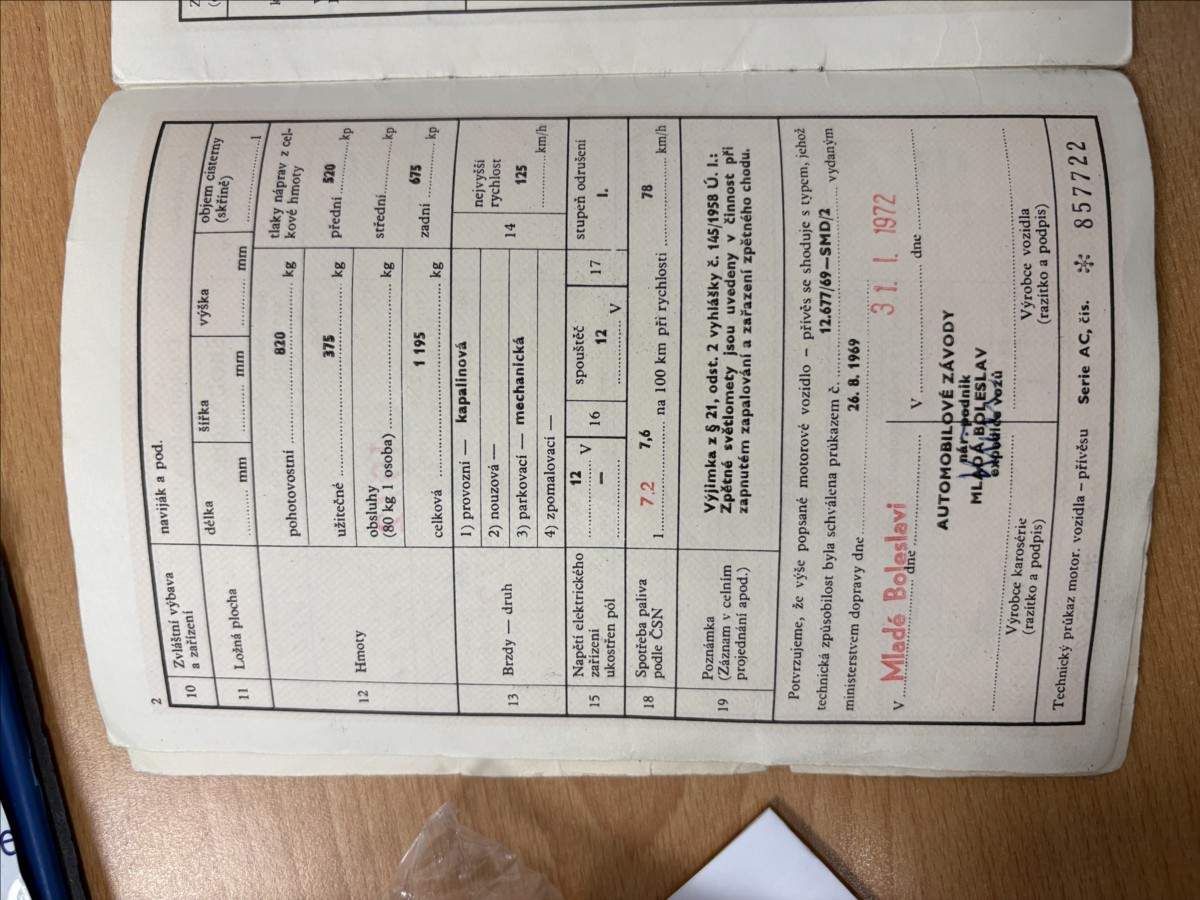 2
10 Zvláštní výbava a zařízení
naviják a pod.
11 Ložná plocha
délka ........ mm
šířka ........ mm
výška ........ mm
objem cisterny (skříně) ........ l
12 Hmoty
pohotovostní 820 kg
užitečné 375 kg
obsluhy (80 kg 1 osoba) ........ kg
celková 1 195 kg
tlaky náprav z celkové hmoty
přední 520 kp
střední ........ kp
zadní 675 kp
13 Brzdy — druh
1) provozní — kapalinová
2) nouzová —
3) parkovací — mechanická
4) zpomalovací —
14 nejvyšší rychlost
125 km/h
15 Napětí elektrického zařízení
ukostřen pól
12 V
—
16 spouštěč
12 V
17 stupeň odrušení
I.
18 Spotřeba paliva podle ČSN
l 7,2 7,6 na 100 km při rychlosti 78 km/h
19 Poznámka
(Záznam v celním projednání apod.)
Výjimka z § 21, odst. 2 vyhlášky č. 145/1958 Ú. l.:
Zpětné světlomety jsou uvedeny v činnost při
zapnutém zapalování a zařazení zpětného chodu.
Potvrzujeme, že výše popsané motorové vozidlo – přívěs se shoduje s typem, jehož
technická způsobilost byla schválena průkazem č. 12.677/69—SMD/2 vydaným
ministerstvem dopravy dne 26. 8. 1969
V Mladé Boleslavi dne
V ........ dne 31. 1. 1972
AUTOMOBILOVÉ ZÁVODY
nár. podnik
MLADÁ BOLESLAV
expedice vozů
Výrobce karosérie
(razítko a podpis)
Výrobce vozidla
(razítko a podpis)
Technický průkaz motor. vozidla – přívěsu Serie AC, čís. ✻ 857722